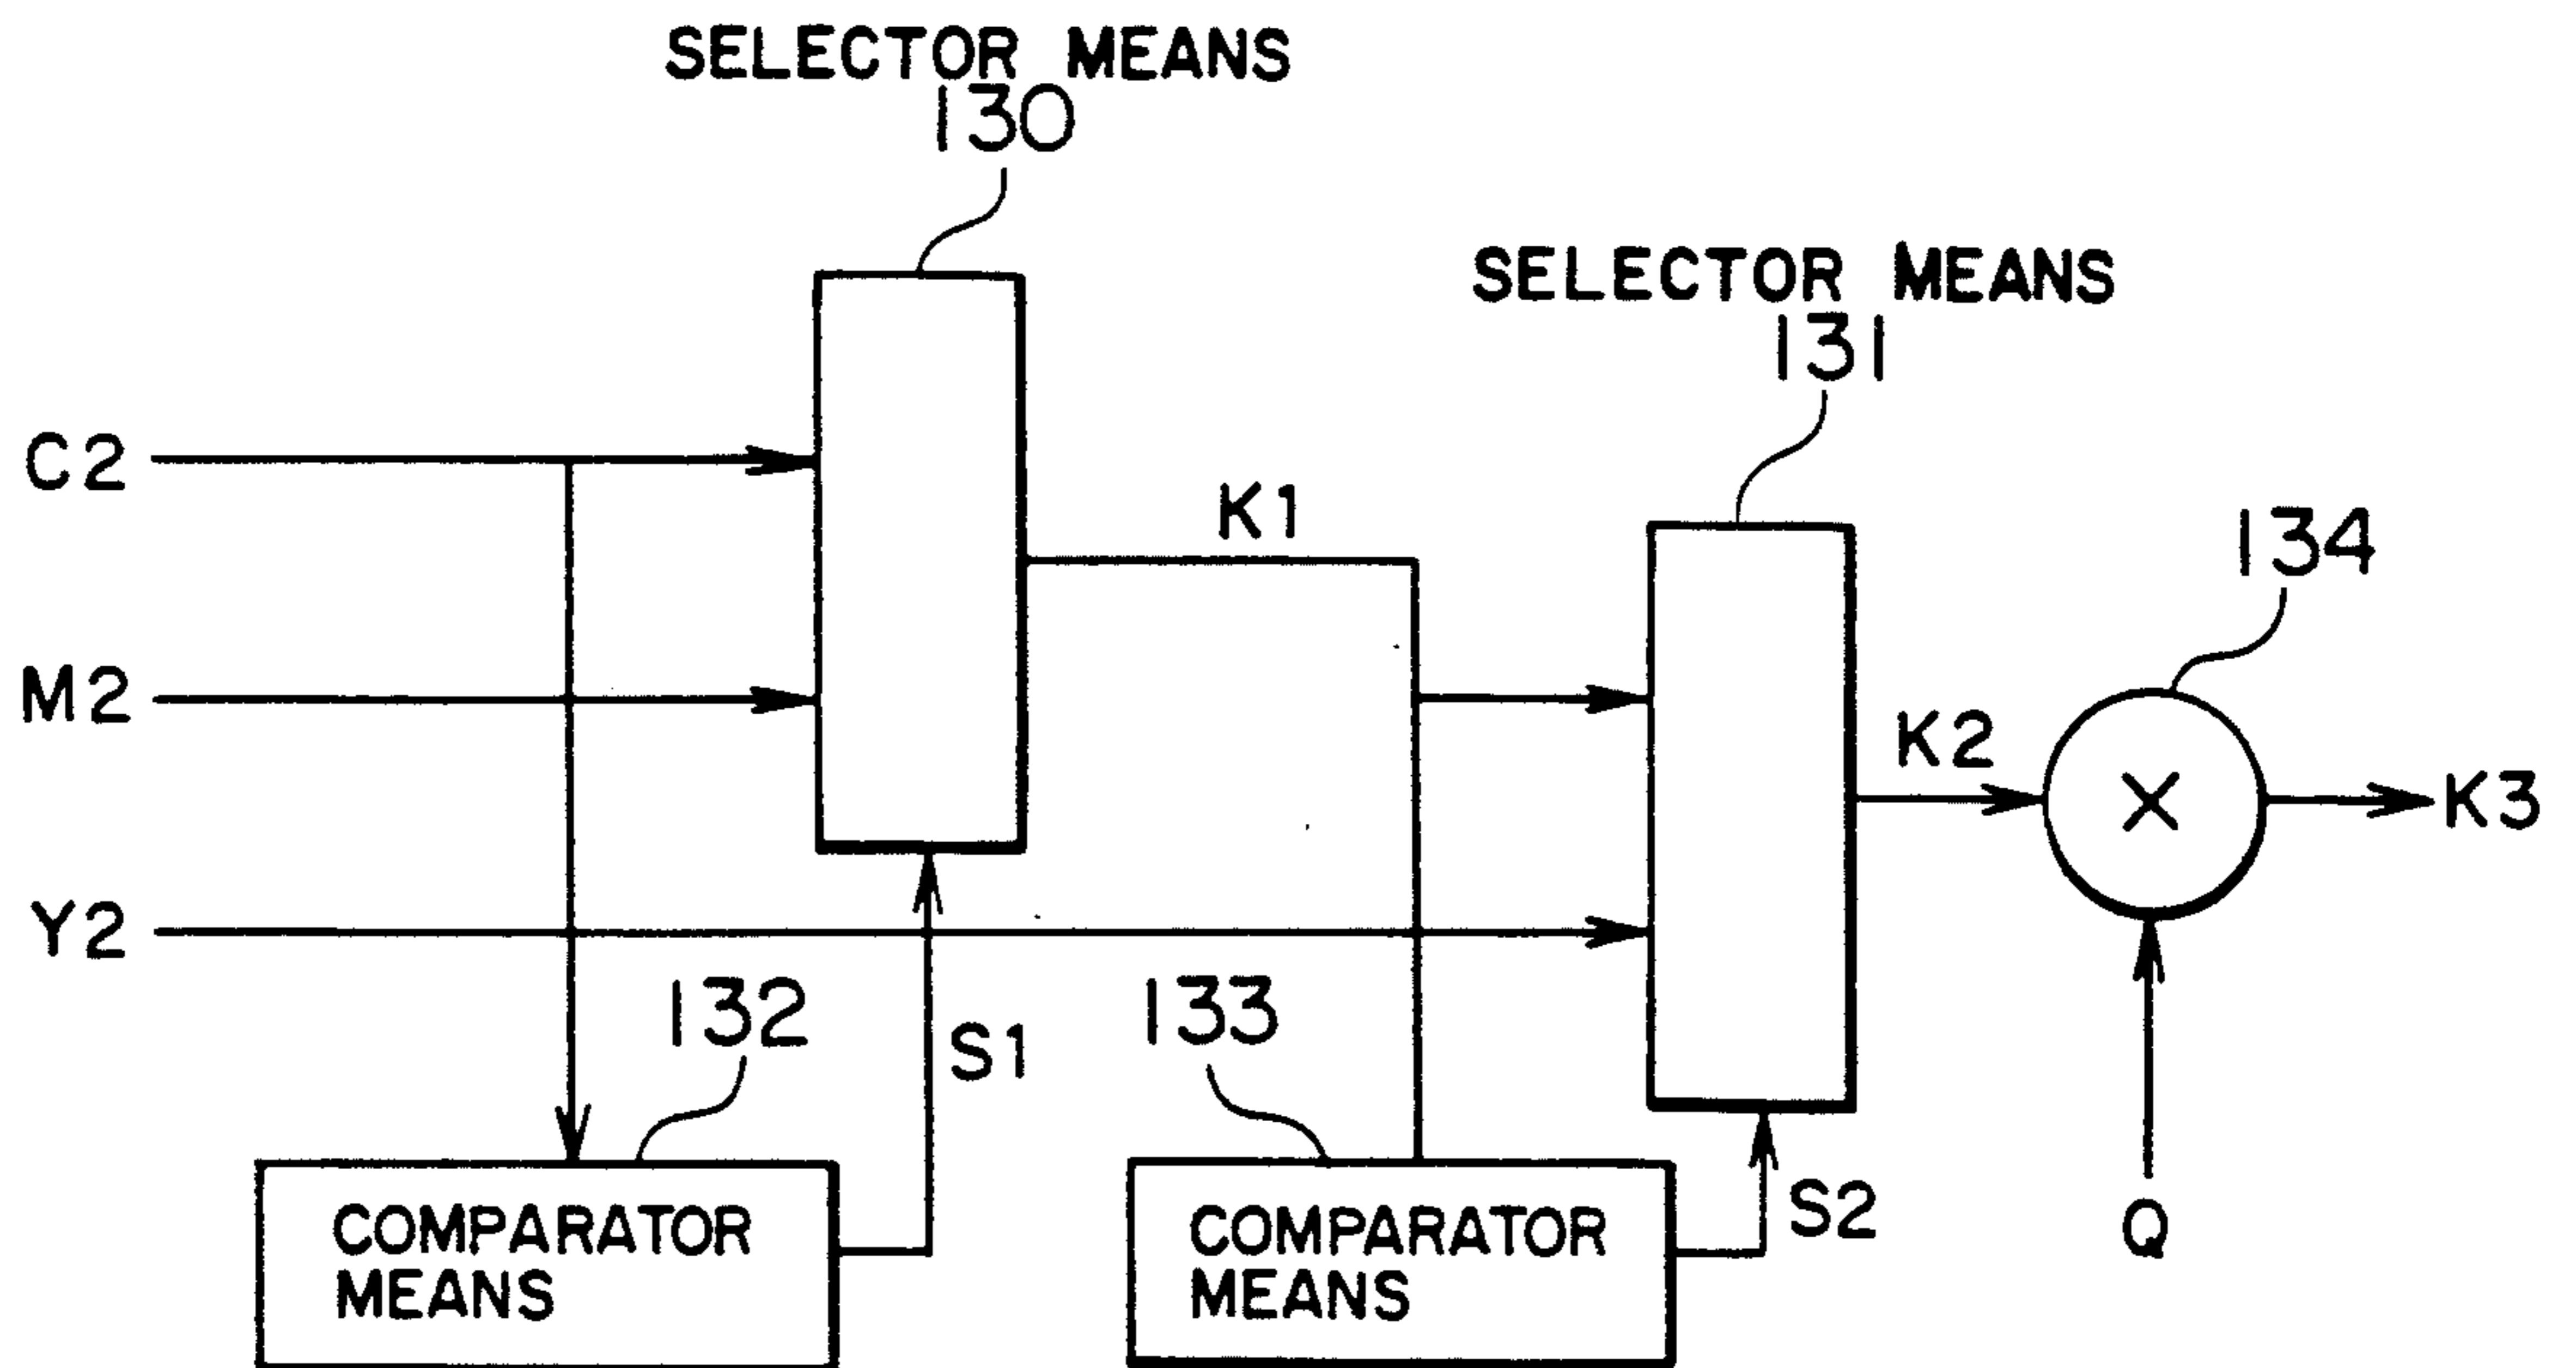 SELECTOR MEANS
130
SELECTOR MEANS
131
C2
K1
134
M2
K2
K3
Y2
132
S1
133
S2
Q
COMPARATOR
MEANS
COMPARATOR
MEANS
X